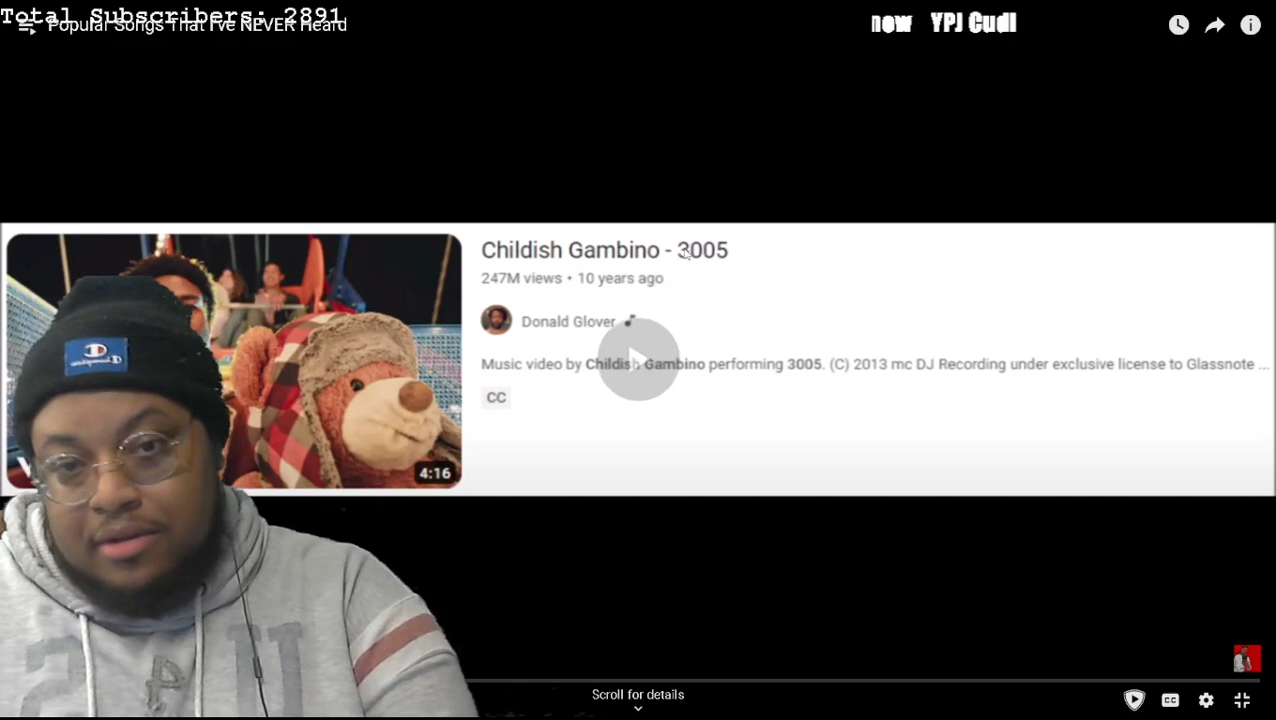 Total Subscribers: 2891
Popular Songs That I've NEVER Heard
now YPJ Cudi
Childish Gambino - 3005
247M views • 10 years ago
Donald Glover
Music video by Childish Gambino performing 3005. (C) 2013 mc DJ Recording under exclusive license to Glassnote ...
CC
4:16
Scroll for details
CC